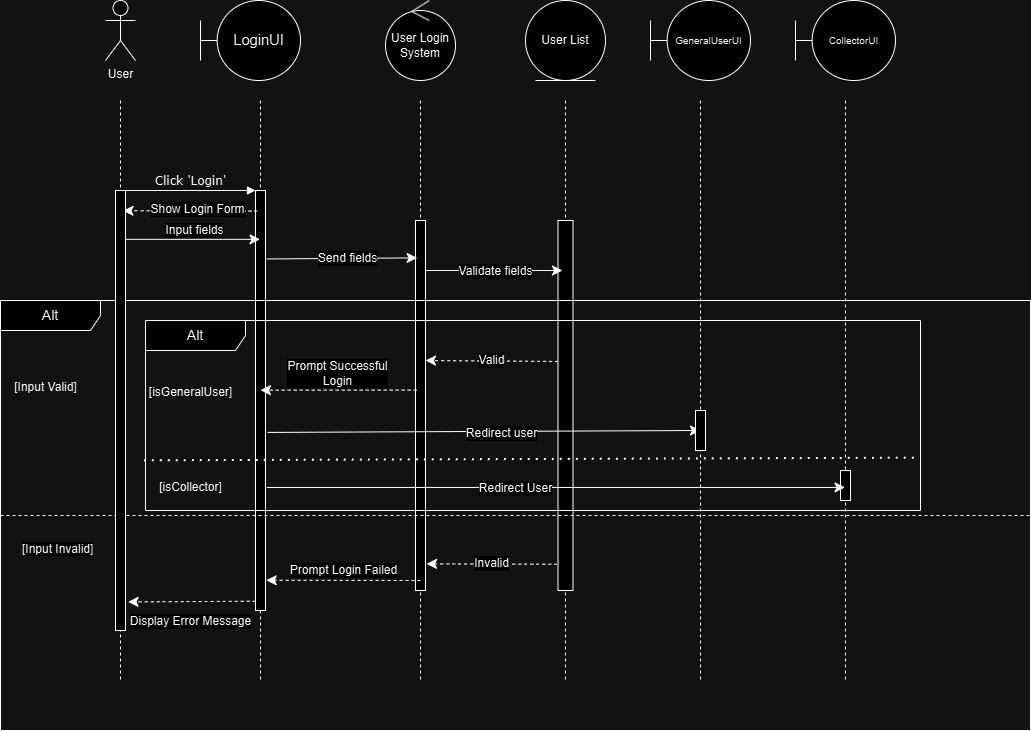 User
LoginUI
User Login
System
User List
GeneralUserUI
CollectorUI
Click 'Login'
Show Login Form
Input fields
Send fields
Validate fields
Alt
Alt
Valid
Prompt Successful
Login
[Input Valid]
[isGeneralUser]
Redirect user
[isCollector]
Redirect User
[Input Invalid]
Invalid
Prompt Login Failed
Display Error Message